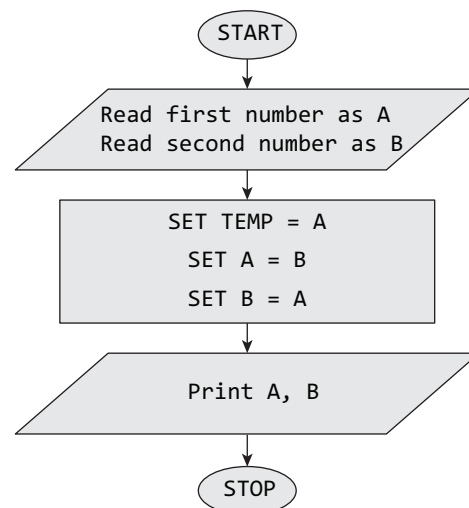 START
Read first number as A
Read second number as B
SET TEMP = A
SET A = B
SET B = A
Print A, B
STOP